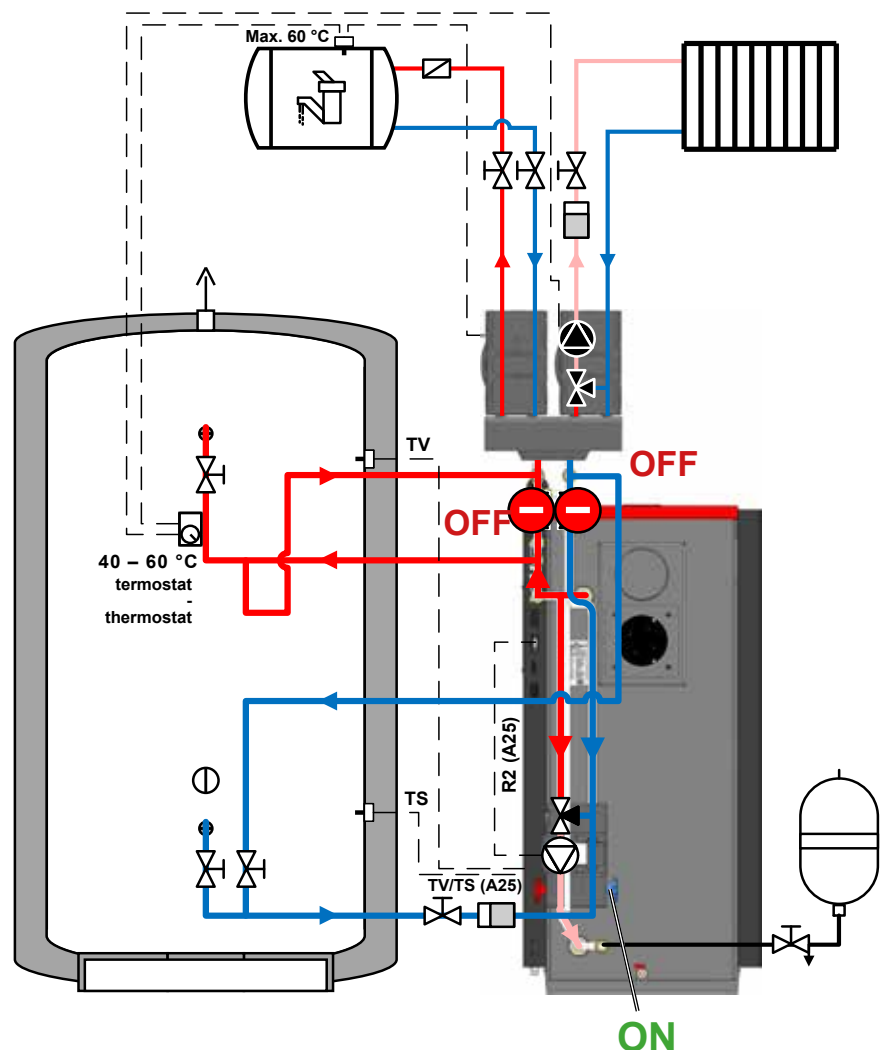 Max. 60 °C
TV
OFF
OFF
40 – 60 °C
termostat
-
thermostat
R2 (A25)
TS
TV/TS (A25)
ON